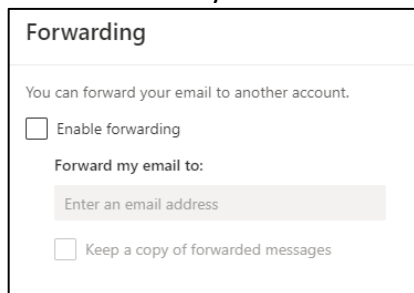 Forwarding
You can forward your email to another account.
Enable forwarding
Forward my email to:
Enter an email address
Keep a copy of forwarded messages